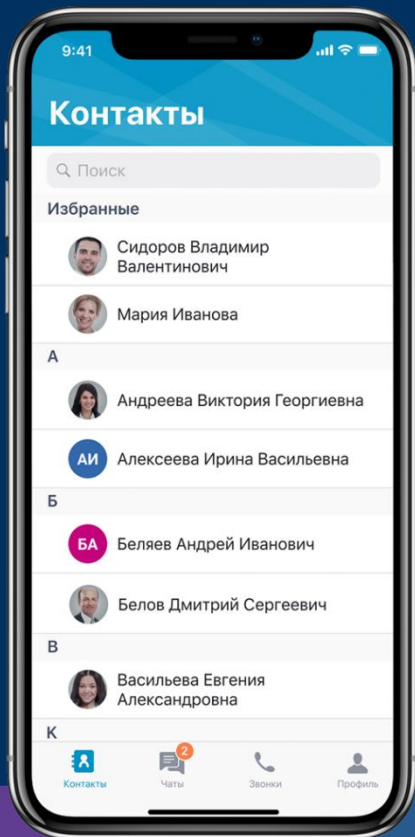 9:41
Контакты
Поиск
Избранные
Сидоров Владимир
Валентинович
Мария Иванова
А
Андреева Виктория Георгиевна
АИ
Алексеева Ирина Васильевна
Б
БА
Беляев Андрей Иванович
Белов Дмитрий Сергеевич
В
Васильева Евгения
Александровна
К
2
Контакты
Чаты
Звонки
Профиль